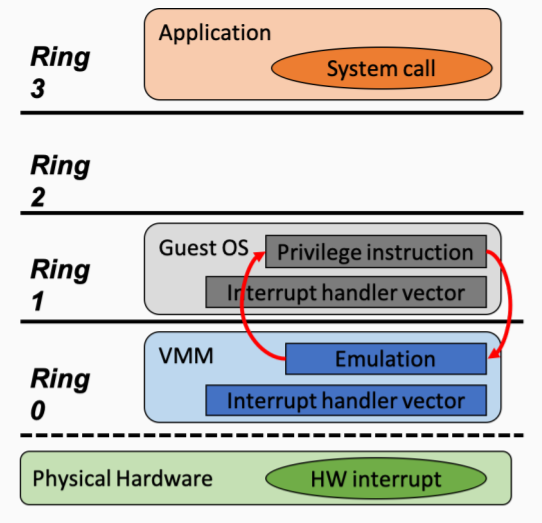 Application
Ring
3
System call
Ring
2
Guest OS
Privilege instruction
Ring
1
Interrupt handler vector
VMM
Emulation
Ring
0
Interrupt handler vector
Physical Hardware
HW interrupt